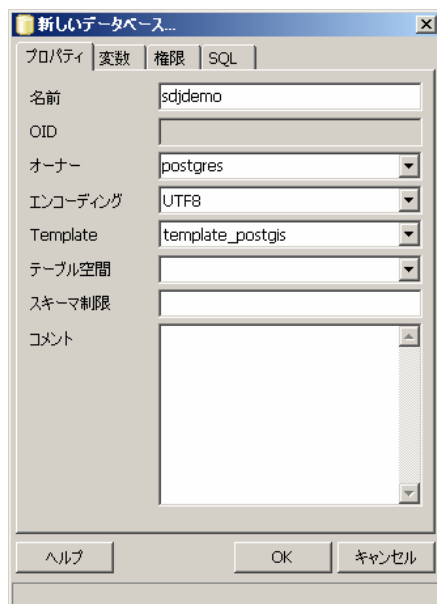 新しいデータベース...
プロパティ 変数 権限 SQL
名前 sdjdemo
OID
オーナー postgres
エンコーディング UTF8
Template template_postgis
テーブル空間
スキーマ制限
コメント
ヘルプ OK キャンセル